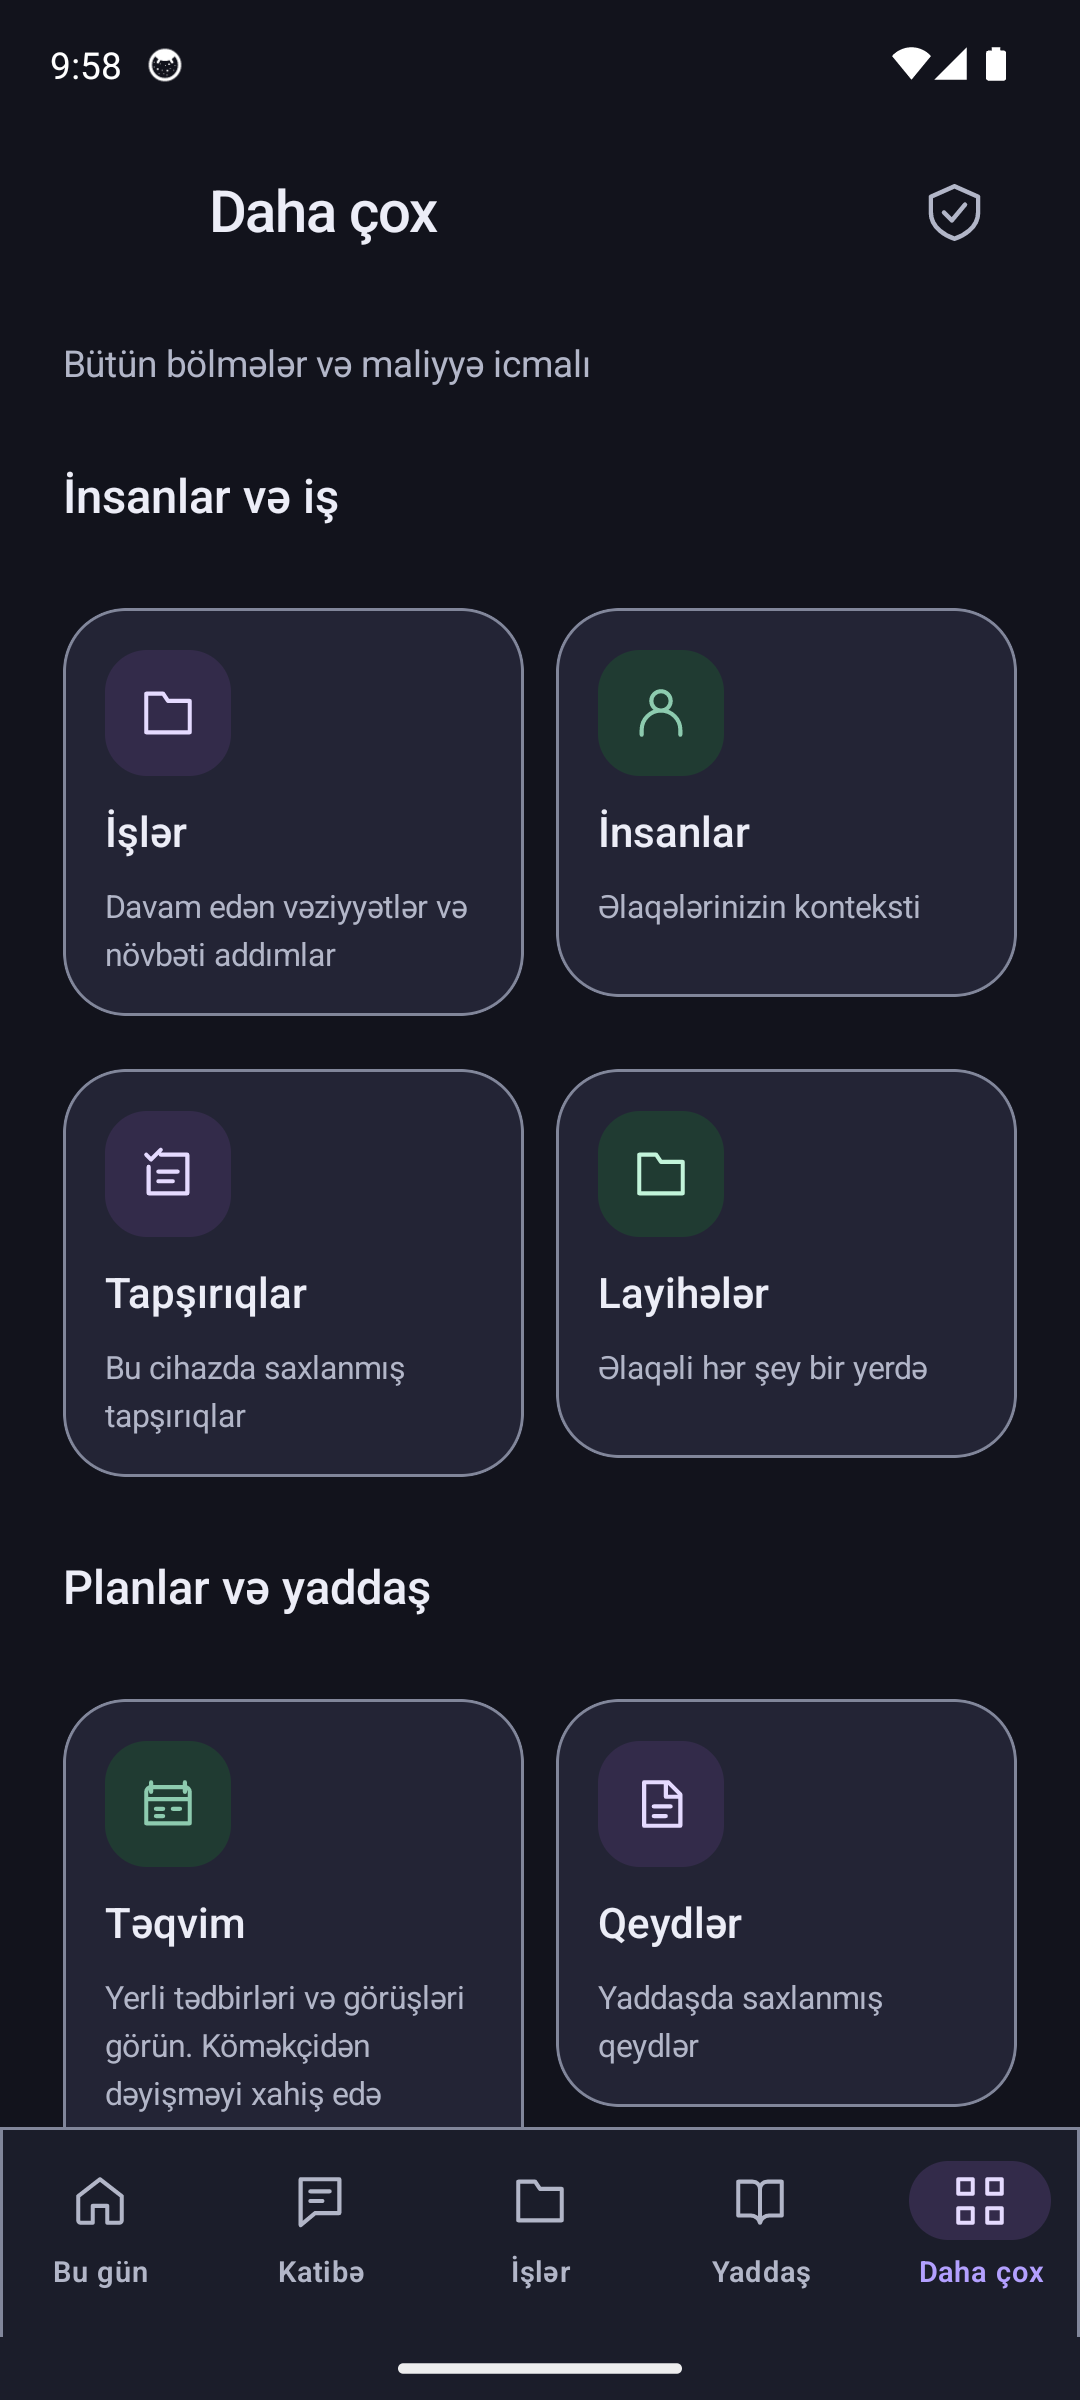 9:58
Daha çox
Bütün bölmələr və maliyyə icmalı
İnsanlar və iş
İşlər
Davam edən vəziyyətlər və
növbəti addımlar
İnsanlar
Əlaqələrinizin konteksti
Tapşırıqlar
Bu cihazda saxlanmış
tapşırıqlar
Layihələr
Əlaqəli hər şey bir yerdə
Planlar və yaddaş
Təqvim
Yerli tədbirləri və görüşləri
görün. Köməkçidən
dəyişməyi xahiş edə
Qeydlər
Yaddaşda saxlanmış
qeydlər
Bu gün
Katibə
İşlər
Yaddaş
Daha çox